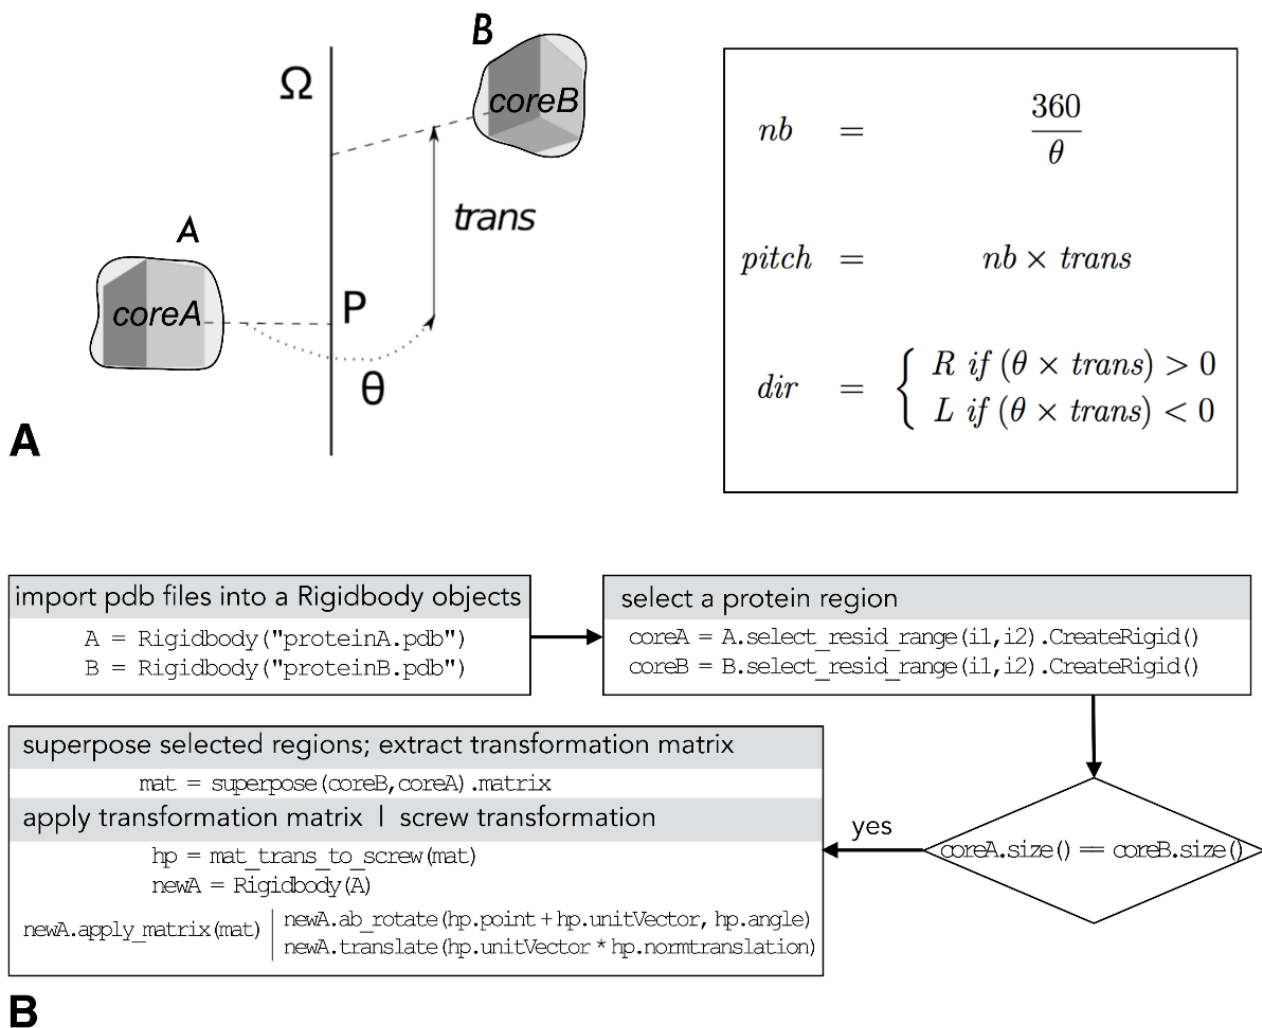 Ω
B
coreB
trans
A
coreA
P
θ
A
nb = 360/θ
pitch = nb × trans
dir = { R if (θ × trans) > 0
L if (θ × trans) < 0
import pdb files into a Rigidbody objects
A = Rigidbody("proteinA.pdb")
B = Rigidbody("proteinB.pdb")
select a protein region
coreA = A.select_resid_range(i1,i2).CreateRigid()
coreB = B.select_resid_range(i1,i2).CreateRigid()
coreA.size() == coreB.size()
yes
superpose selected regions; extract transformation matrix
mat = superpose(coreB,coreA).matrix
apply transformation matrix | screw transformation
hp = mat_trans_to_screw(mat)
newA = Rigidbody(A)
newA.apply_matrix(mat)
newA.ab_rotate(hp.point + hp.unitVector, hp.angle)
newA.translate(hp.unitVector * hp.normtranslation)
B